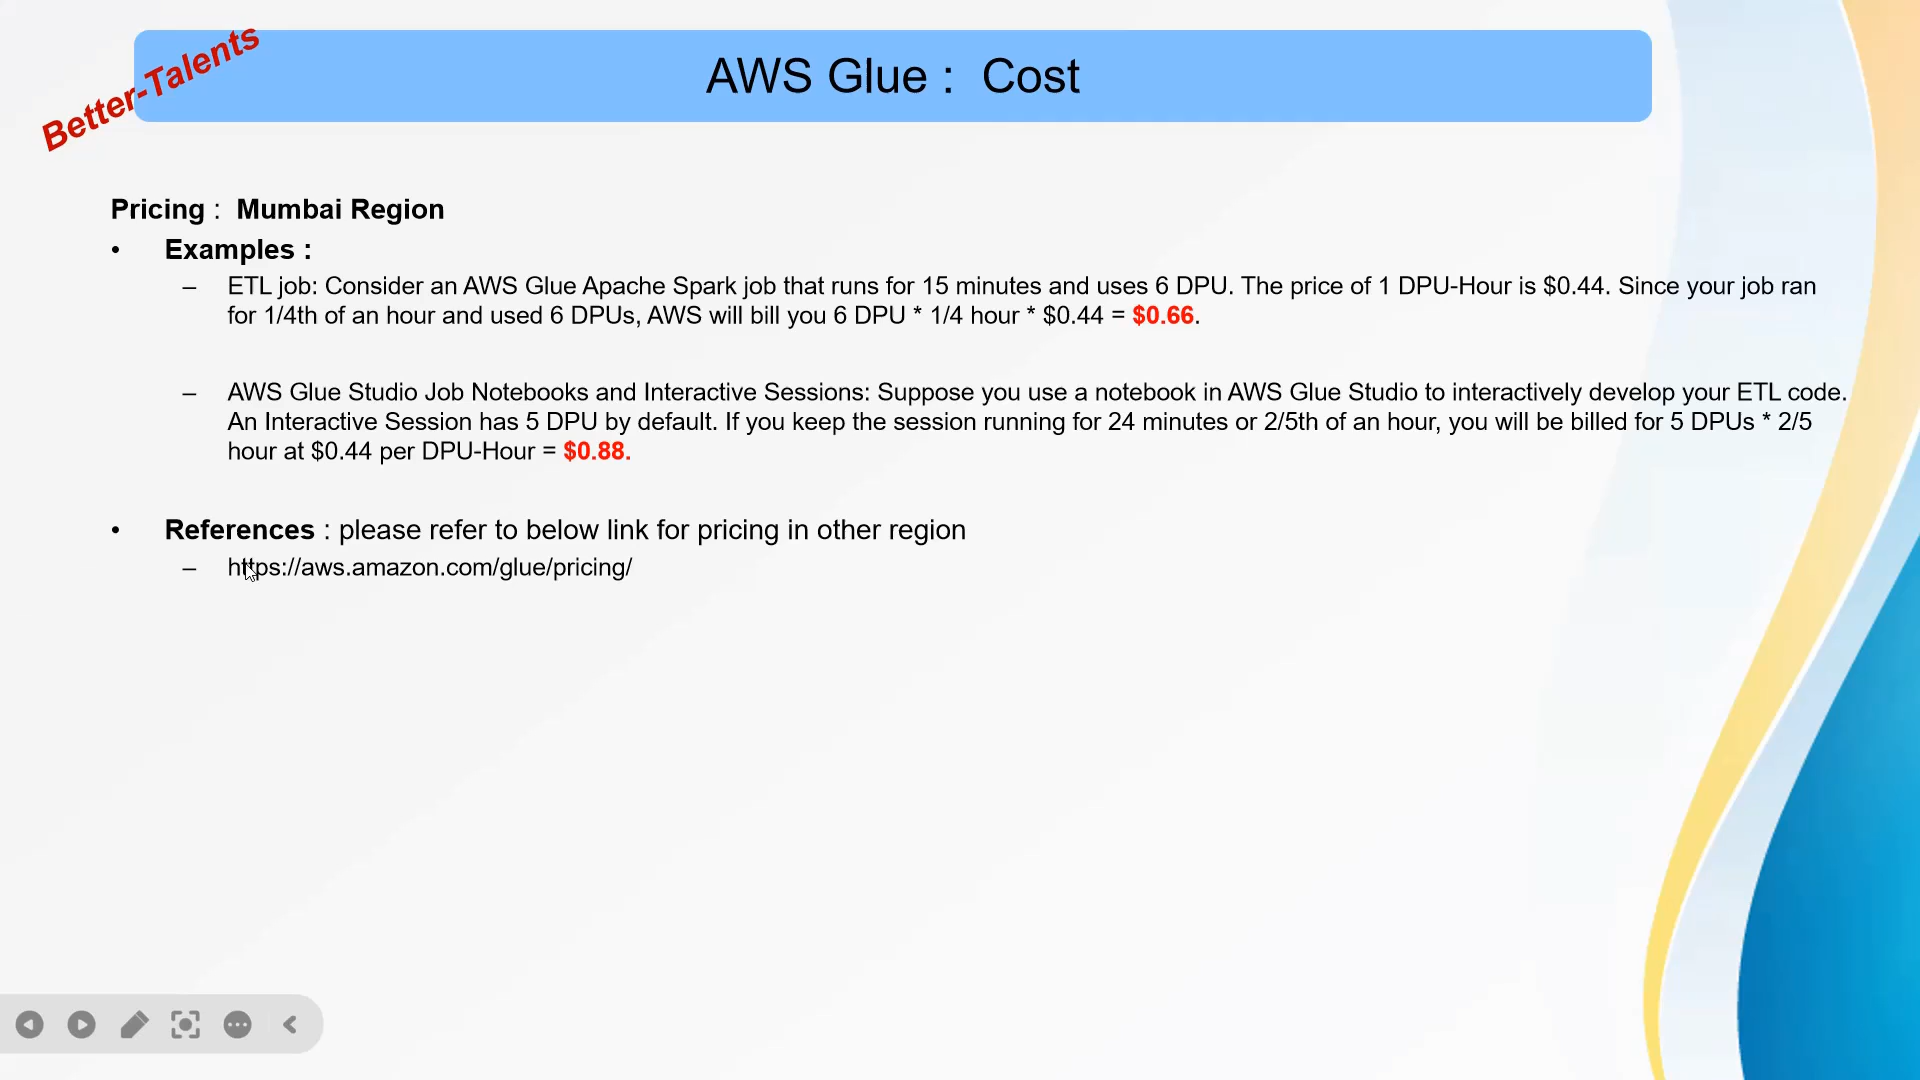 Better-Talents
AWS Glue :  Cost
Pricing :  Mumbai Region
• Examples :
– ETL job: Consider an AWS Glue Apache Spark job that runs for 15 minutes and uses 6 DPU. The price of 1 DPU-Hour is $0.44. Since your job ran
for 1/4th of an hour and used 6 DPUs, AWS will bill you 6 DPU * 1/4 hour * $0.44 = $0.66.
– AWS Glue Studio Job Notebooks and Interactive Sessions: Suppose you use a notebook in AWS Glue Studio to interactively develop your ETL code.
An Interactive Session has 5 DPU by default. If you keep the session running for 24 minutes or 2/5th of an hour, you will be billed for 5 DPUs * 2/5
hour at $0.44 per DPU-Hour = $0.88.
• References : please refer to below link for pricing in other region
– https://aws.amazon.com/glue/pricing/